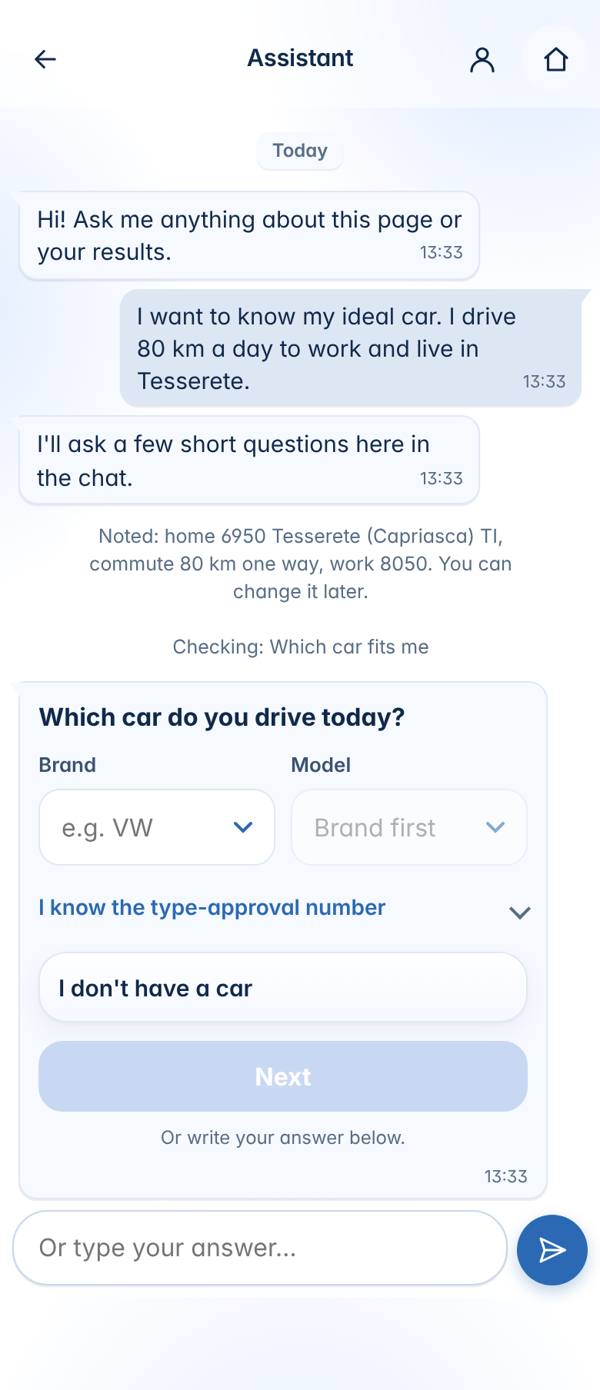 Assistant
Today
Hi! Ask me anything about this page or
your results.
13:33
I want to know my ideal car. I drive
80 km a day to work and live in
Tesserete.
13:33
I'll ask a few short questions here in
the chat.
13:33
Noted: home 6950 Tesserete (Capriasca) TI,
commute 80 km one way, work 8050. You can
change it later.
Checking: Which car fits me
Which car do you drive today?
Brand
Model
e.g. VW
Brand first
I know the type-approval number
I don't have a car
Next
Or write your answer below.
13:33
Or type your answer...